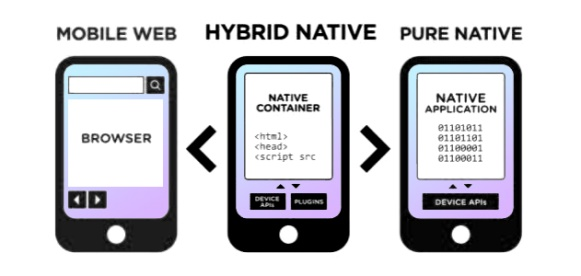 MOBILE WEB
HYBRID NATIVE
PURE NATIVE
BROWSER
NATIVE
CONTAINER
<html>
<head>
<script src
DEVICE
APIs
PLUGINS
NATIVE
APPLICATION
01101011
01101101
01100001
01100011
DEVICE APIs